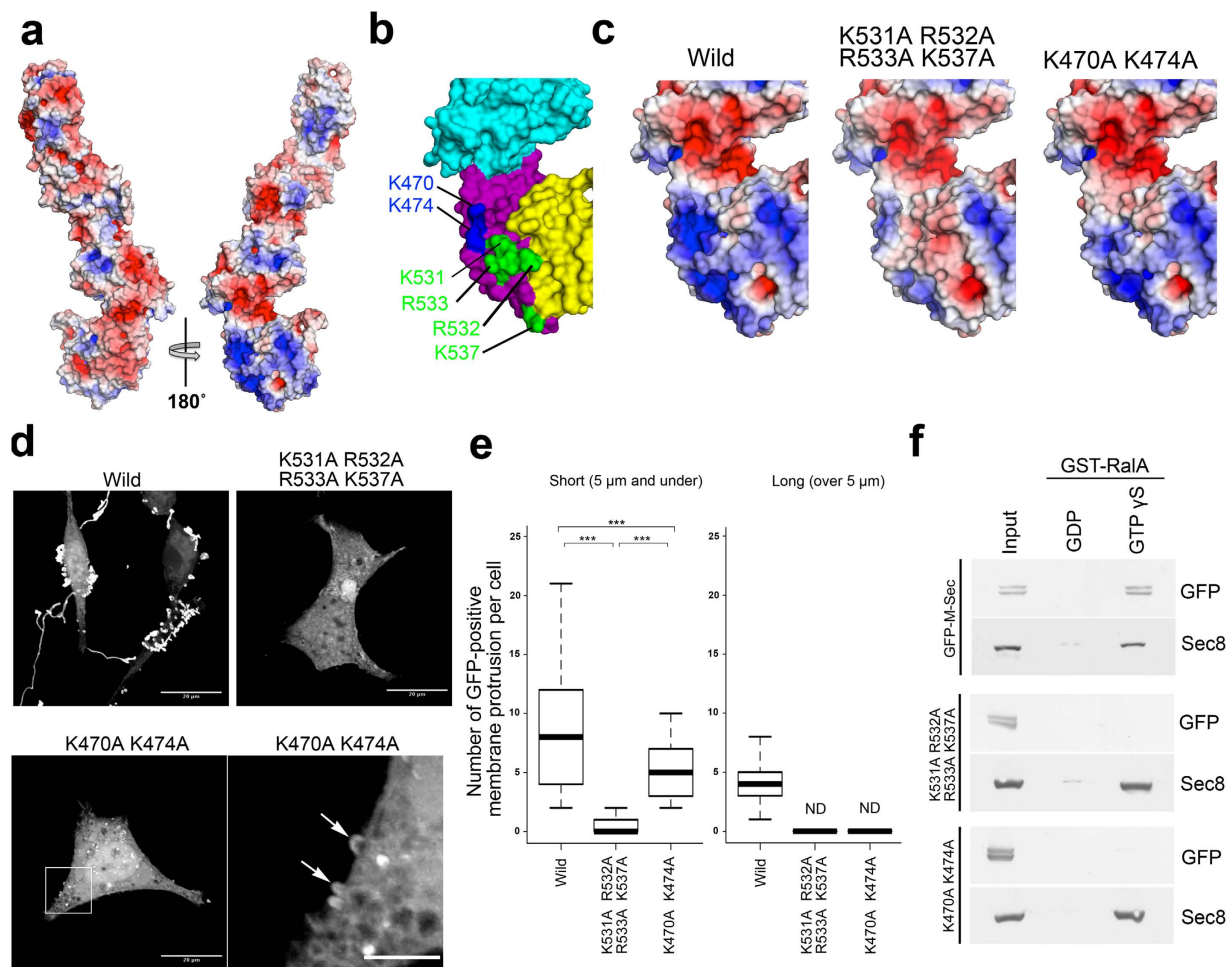 a
180°
b
K470
K474
K531
R533
R532
K537
c
Wild
K531A R532A
R533A K537A
K470A K474A
d
Wild
20 μm
K531A R532A
R533A K537A
20 μm
K470A K474A
20 μm
K470A K474A
e
Number of GFP-positive
membrane protrusion per cell
Short (5 μm and under)
25
20
15
10
5
0
***
***
***
Wild
K531A R532A
R533A K537A
K470A K474A
Long (over 5 μm)
25
20
15
10
5
0
ND
ND
Wild
K531A R532A
R533A K537A
K470A K474A
f
GST-RalA
Input
GDP
GTP γS
GFP-M-Sec
GFP
Sec8
K531A R532A
R533A K537A
GFP
Sec8
K470A K474A
GFP
Sec8